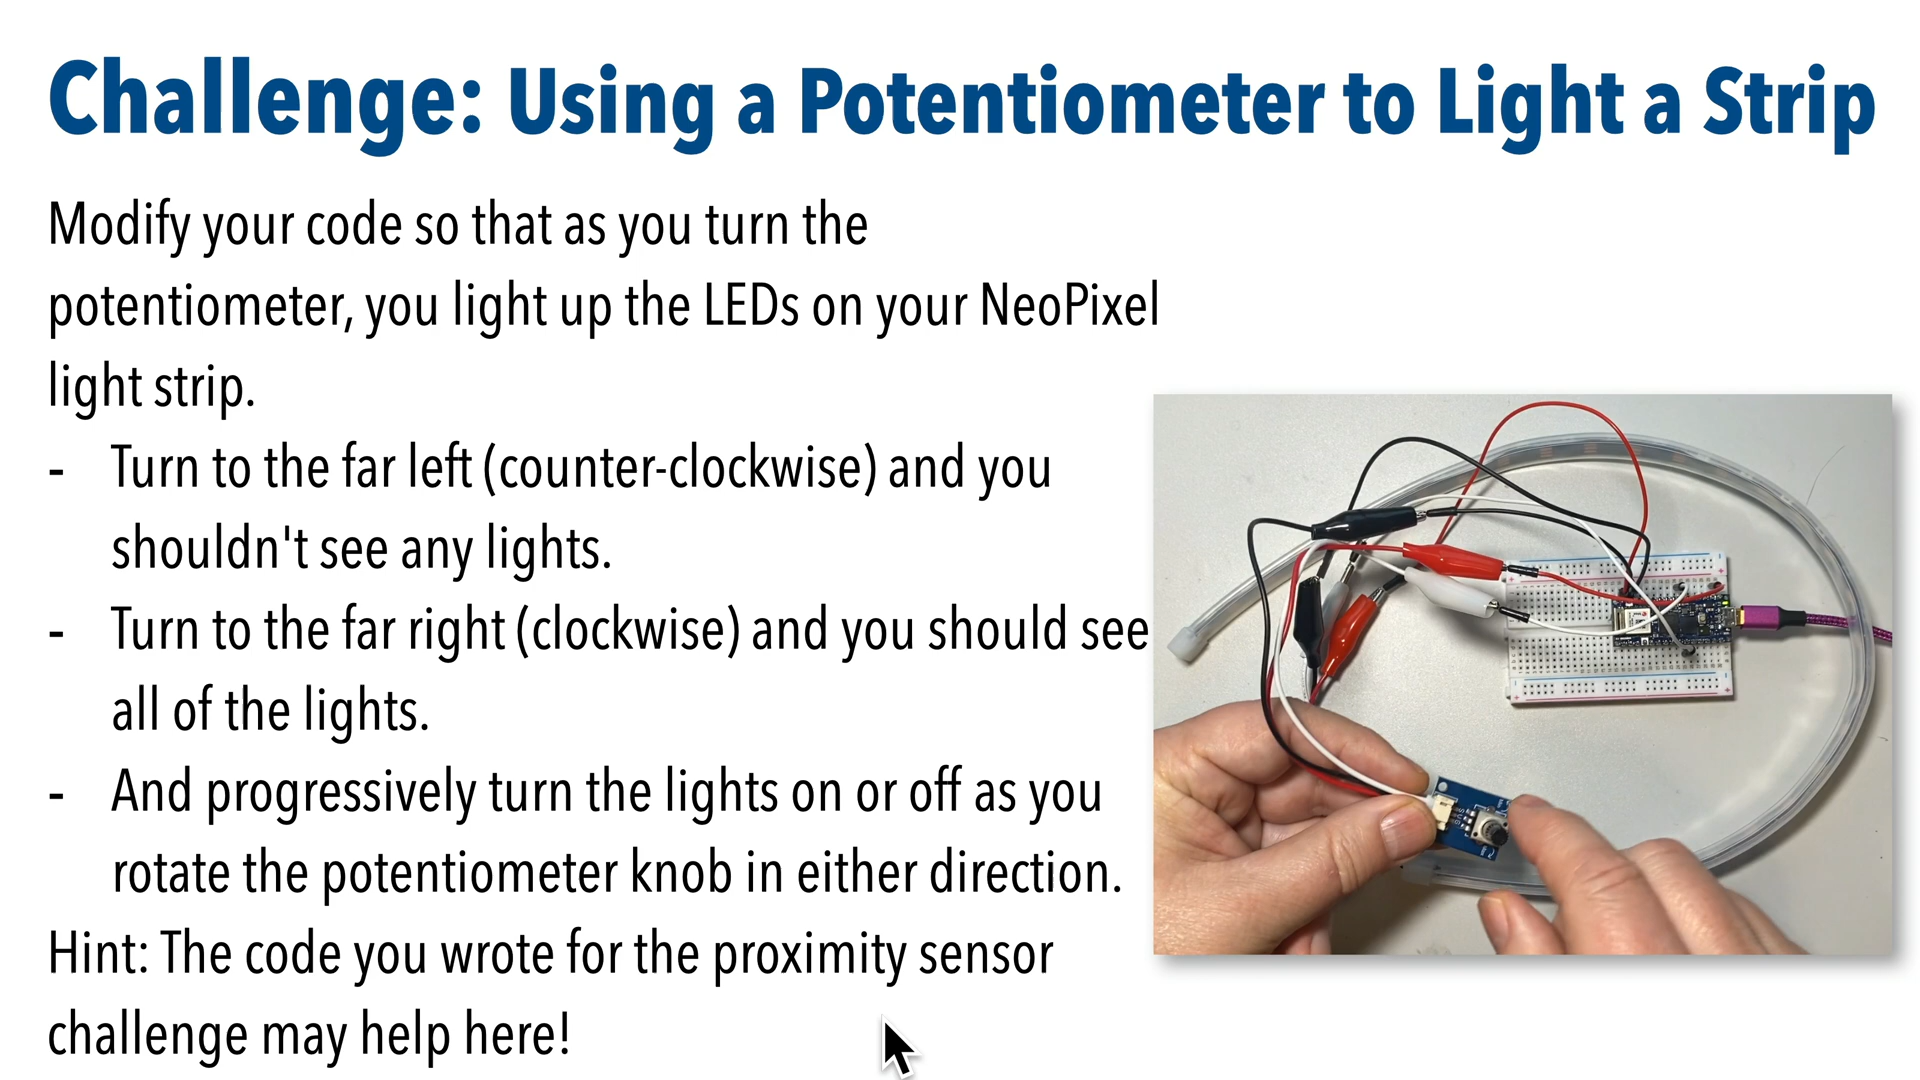 Challenge: Using a Potentiometer to Light a Strip
Modify your code so that as you turn the
potentiometer, you light up the LEDs on your NeoPixel
light strip.
- Turn to the far left (counter-clockwise) and you
shouldn't see any lights.
- Turn to the far right (clockwise) and you should see
all of the lights.
- And progressively turn the lights on or off as you
rotate the potentiometer knob in either direction.
Hint: The code you wrote for the proximity sensor
challenge may help here!